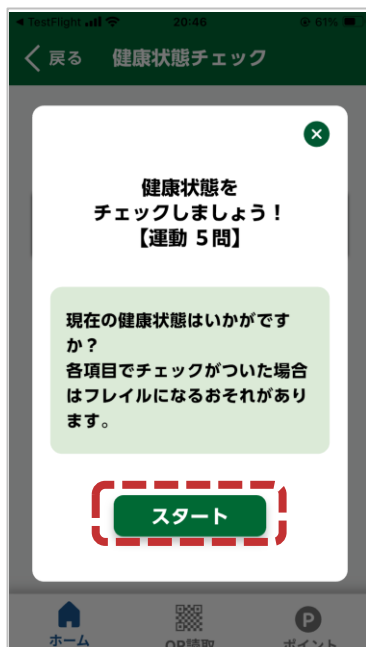 ◀ TestFlight 20:46 61%
戻る 健康状態チェック
健康状態を
チェックしましょう！
【運動 5問】
現在の健康状態はいかがです
か？
各項目でチェックがついた場合
はフレイルになるおそれがあり
ます。
スタート
P
ホーム QR読取 ポイント